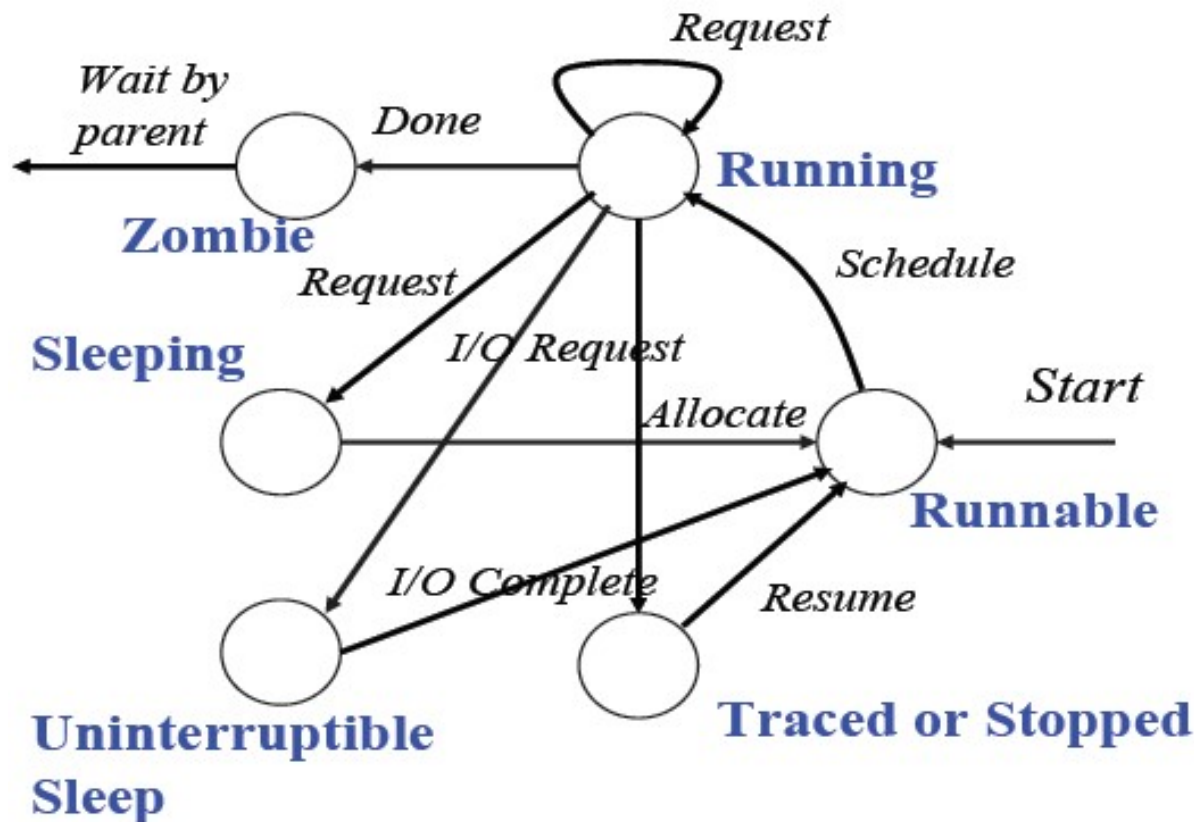 Request
Wait by
parent
Done
Running
Zombie
Schedule
Request
Sleeping
I/O Request
Start
Allocate
Runnable
I/O Complete
Resume
Uninterruptible
Sleep
Traced or Stopped